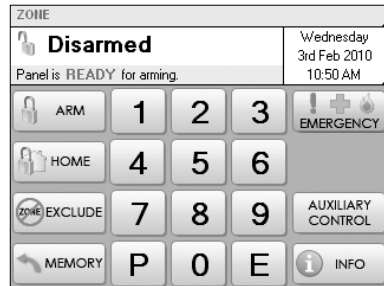 ZONE
Disarmed
Panel is READY for arming.
Wednesday
3rd Feb 2010
10:50 AM
ARM 1 2 3 EMERGENCY
HOME 4 5 6
ZONE EXCLUDE 7 8 9 AUXILIARY CONTROL
MEMORY P 0 E i INFO